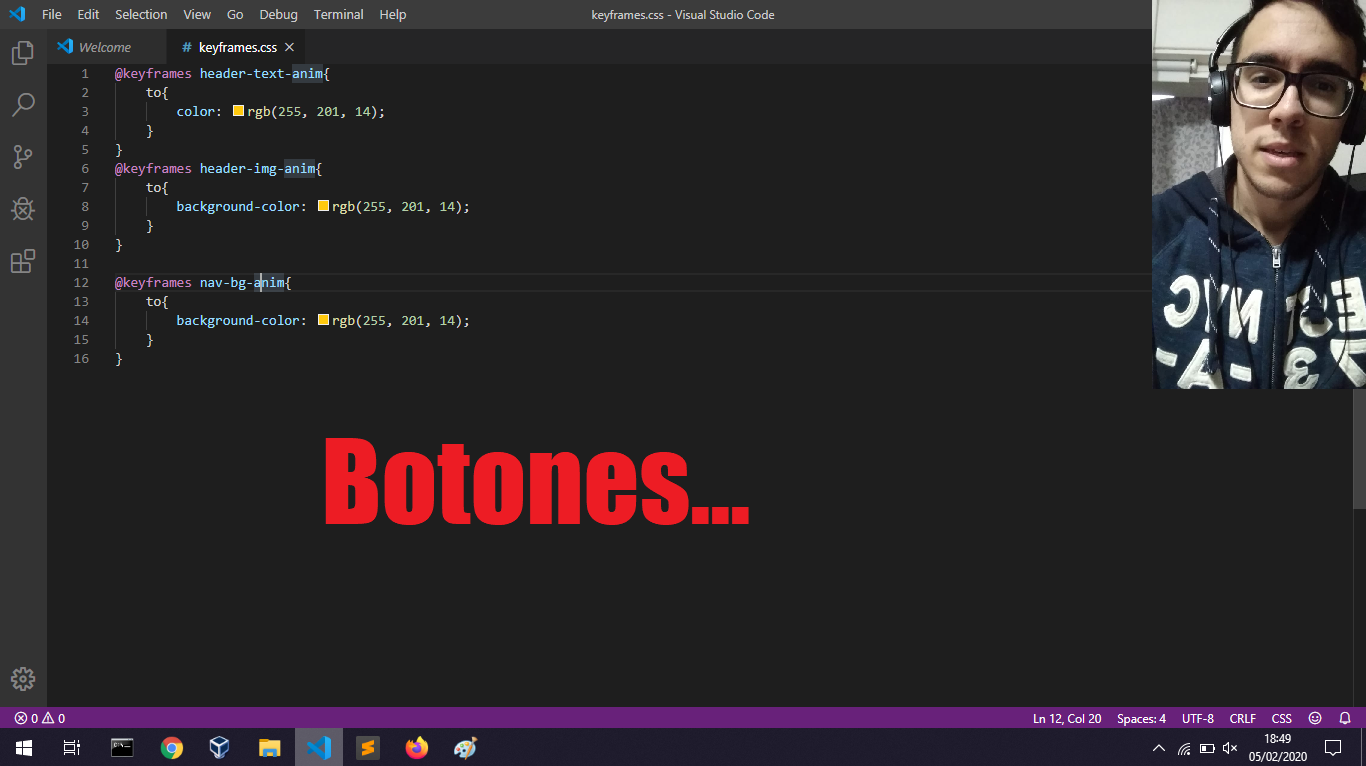 File Edit Selection View Go Debug Terminal Help
keyframes.css - Visual Studio Code
Welcome
# keyframes.css
1 @keyframes header-text-anim{
2 to{
3 color: rgb(255, 201, 14);
4 }
5 }
6 @keyframes header-img-anim{
7 to{
8 background-color: rgb(255, 201, 14);
9 }
10 }
11
12 @keyframes nav-bg-anim{
13 to{
14 background-color: rgb(255, 201, 14);
15 }
16 }
Botones...
0 0
Ln 12, Col 20 Spaces: 4 UTF-8 CRLF CSS
18:49
05/02/2020